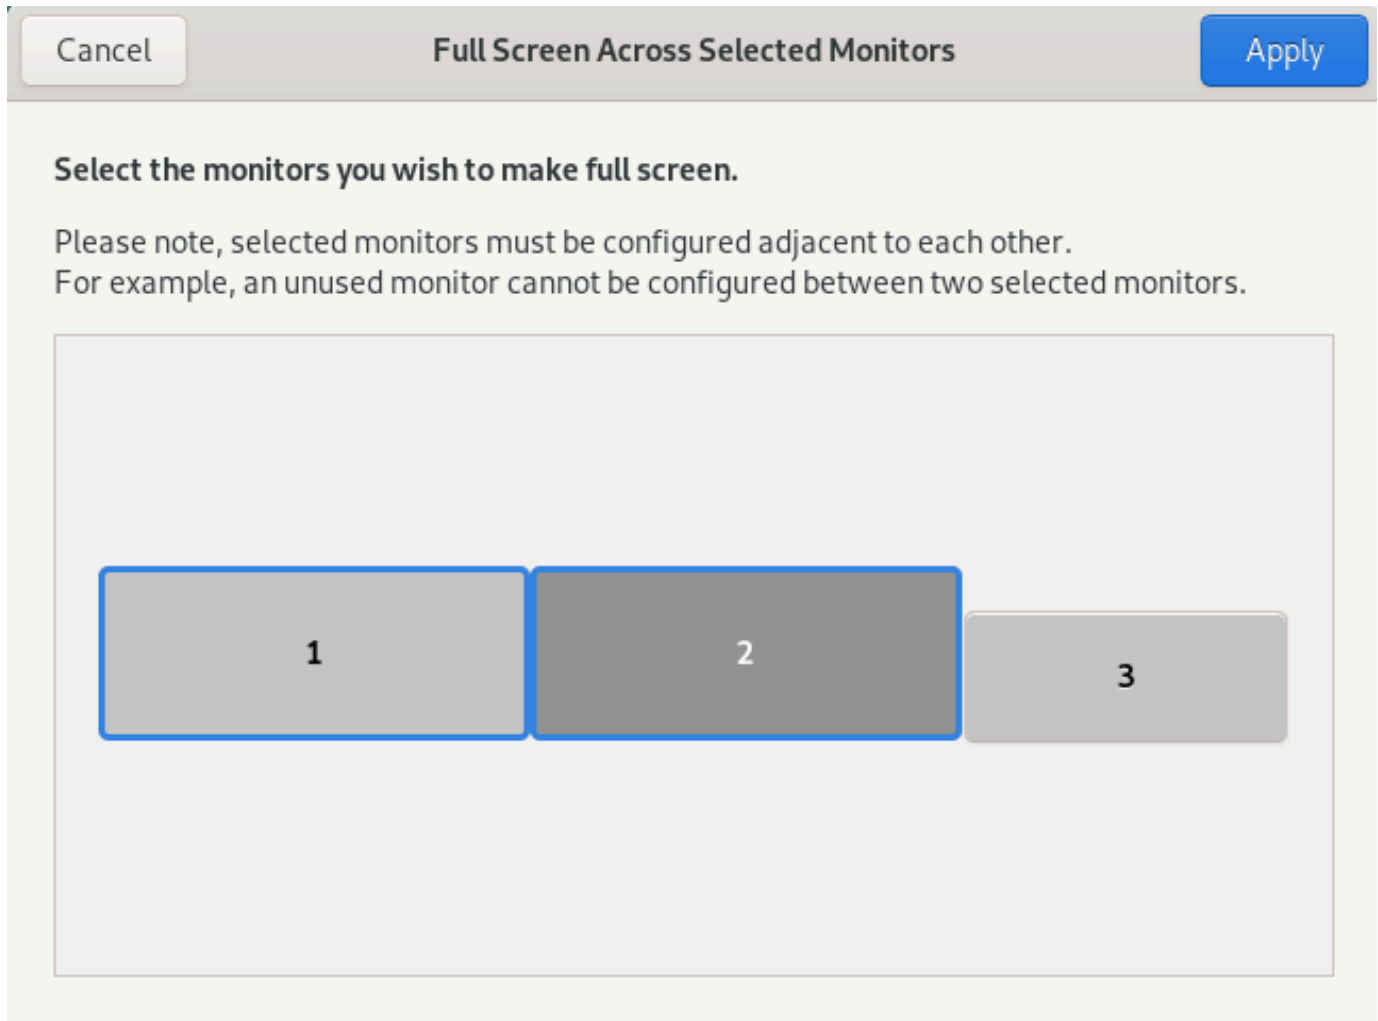 Cancel
Full Screen Across Selected Monitors
Apply
Select the monitors you wish to make full screen.
Please note, selected monitors must be configured adjacent to each other.
For example, an unused monitor cannot be configured between two selected monitors.
1
2
3